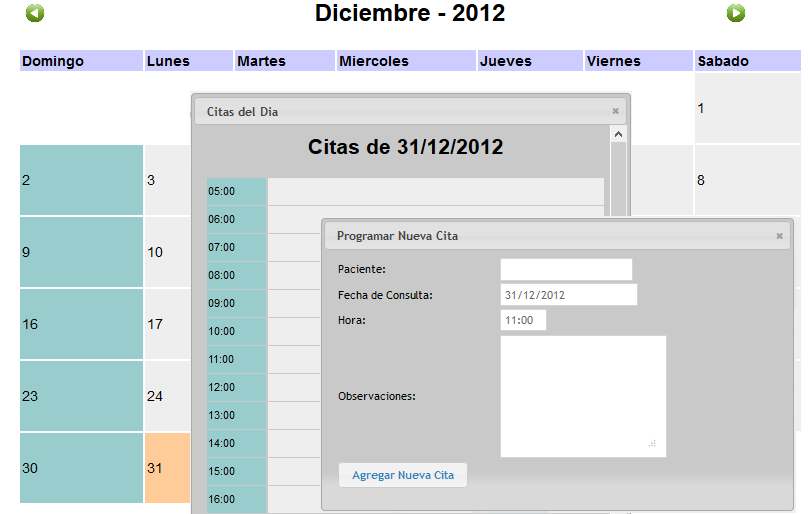 Diciembre - 2012
Domingo Lunes Martes Miercoles Jueves Viernes Sabado
1
2 3 8
9 10
16 17
23 24
30 31
Citas del Dia
Citas de 31/12/2012
05:00
06:00
07:00
08:00
09:00
10:00
11:00
12:00
13:00
14:00
15:00
16:00
Programar Nueva Cita
Paciente:
Fecha de Consulta: 31/12/2012
Hora: 11:00
Observaciones:
Agregar Nueva Cita